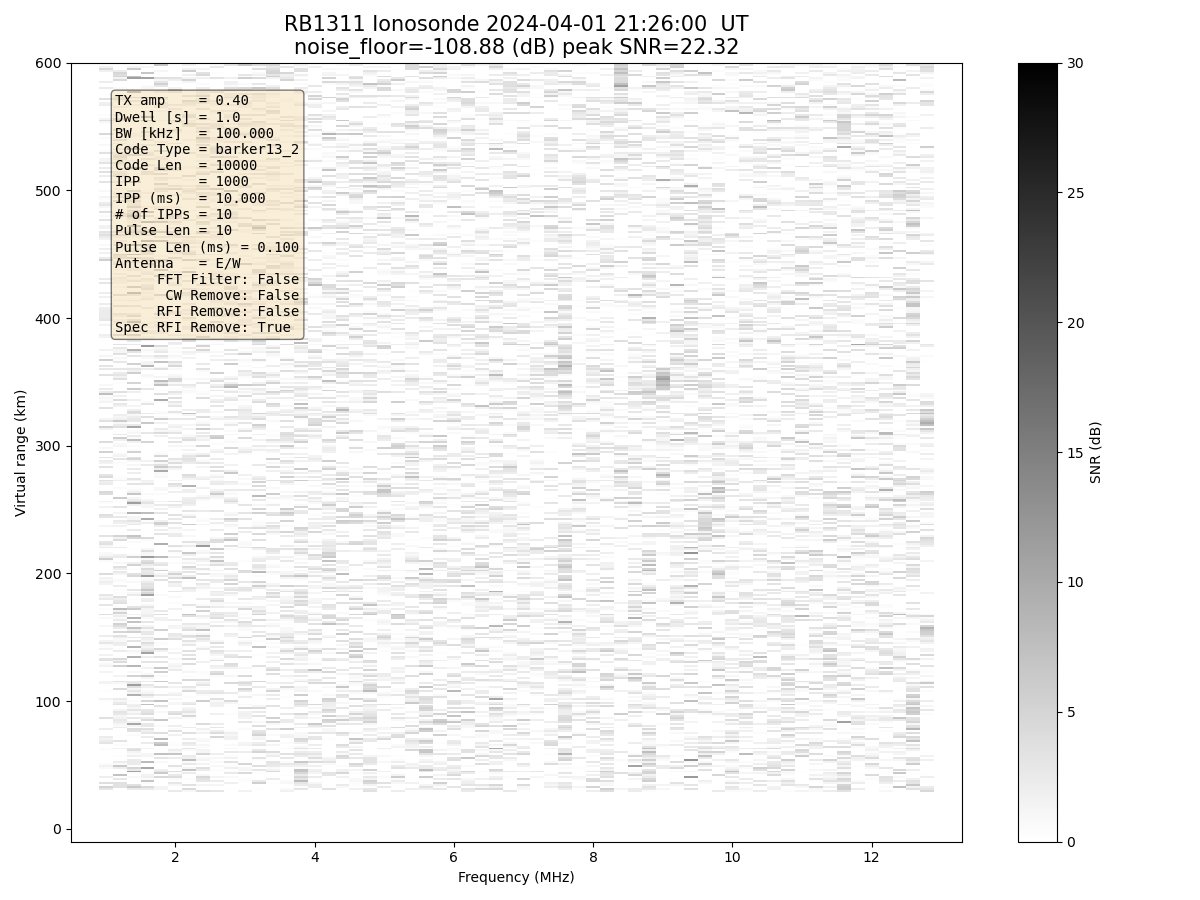 RB1311 Ionosonde 2024-04-01 21:26:00  UT
noise_floor=-108.88 (dB) peak SNR=22.32
600
500
400
300
200
100
0
Virtual range (km)
TX amp    = 0.40
Dwell [s] = 1.0
BW [kHz]  = 100.000
Code Type = barker13_2
Code Len  = 10000
IPP       = 1000
IPP (ms)  = 10.000
# of IPPs = 10
Pulse Len = 10
Pulse Len (ms) = 0.100
Antenna   = E/W
FFT Filter: False
CW Remove: False
RFI Remove: False
Spec RFI Remove: True
2 4 6 8 10 12
Frequency (MHz)
30
25
20
15
10
5
0
SNR (dB)